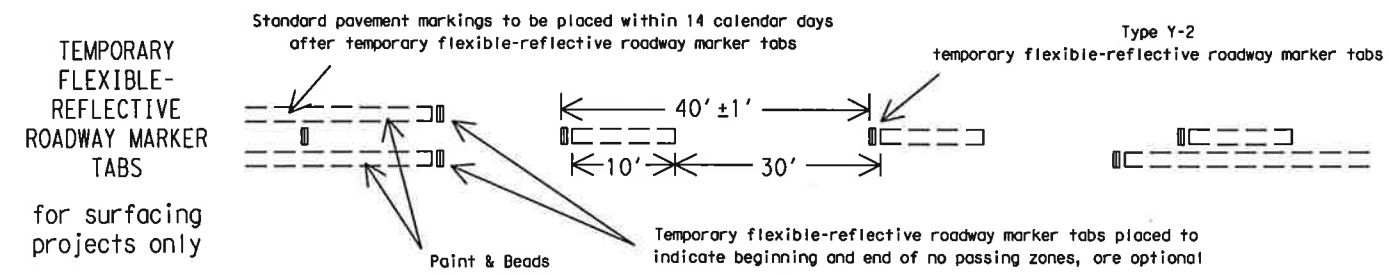 TEMPORARY
FLEXIBLE-
REFLECTIVE
ROADWAY MARKER
TABS
for surfacing
projects only
Standard pavement markings to be placed within 14 calendar days
after temporary flexible-reflective roadway marker tabs
Type Y-2
temporary flexible-reflective roadway marker tabs
40' ±1'
10'
30'
Paint & Beads
Temporary flexible-reflective roadway marker tabs placed to
indicate beginning and end of no passing zones, are optional